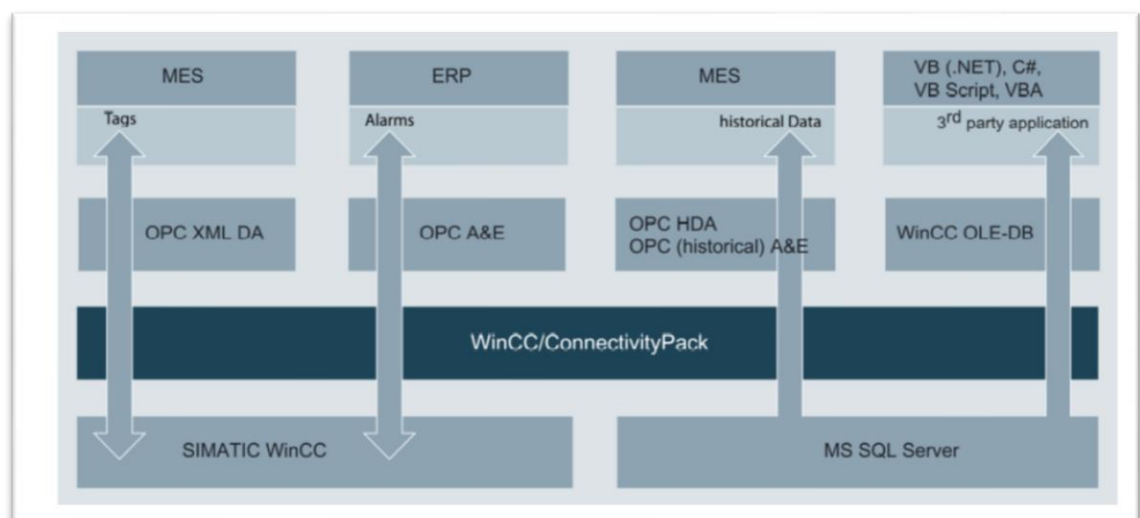 MES
Tags
OPC XML DA
ERP
Alarms
OPC A&E
MES
historical Data
OPC HDA
OPC (historical) A&E
VB (.NET), C#,
VB Script, VBA
3rd party application
WinCC OLE-DB
WinCC/ConnectivityPack
SIMATIC WinCC
MS SQL Server